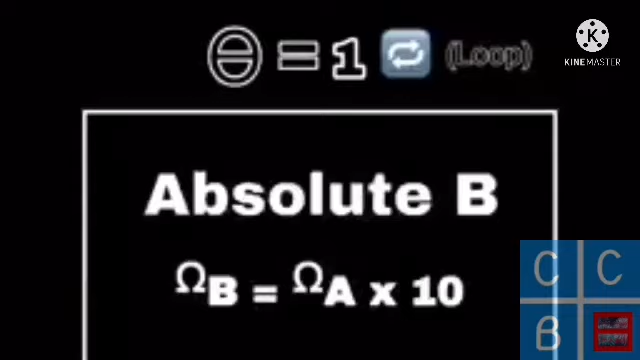 Θ = 1 🔁 (Loop)
K
KINEMASTER
Absolute B
ΩB = ΩA x 10
C C
B